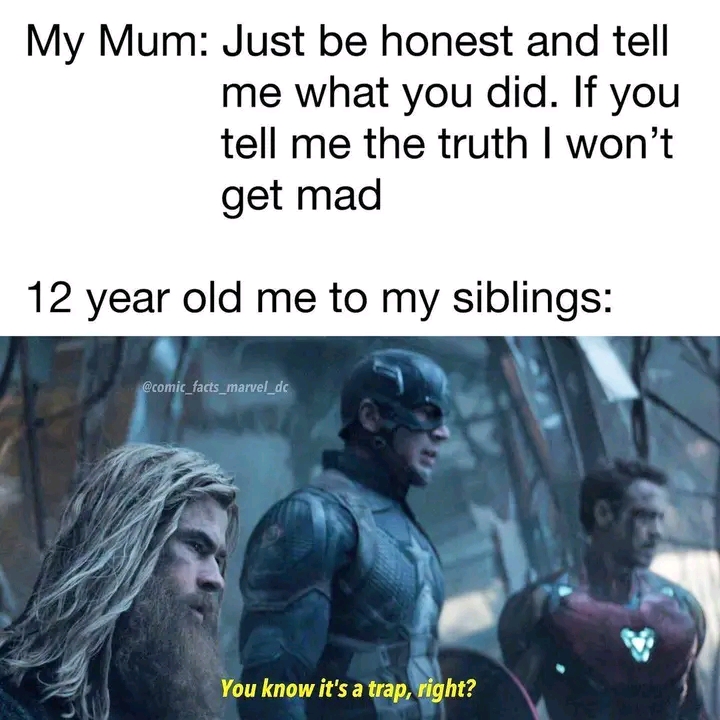 My Mum: Just be honest and tell
me what you did. If you
tell me the truth I won't
get mad
12 year old me to my siblings:
@comic_facts_marvel_dc
You know it's a trap, right?